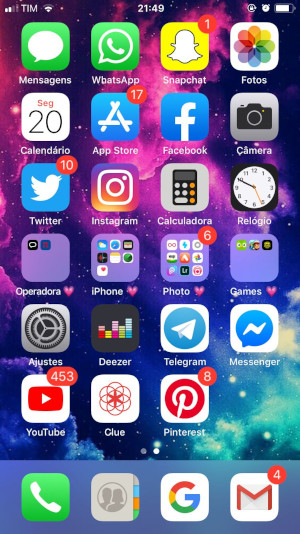 TIM 21:49
1
Mensagens WhatsApp Snapchat Fotos
Seg
20
17
Calendário App Store Facebook Câmera
10
Twitter Instagram Calculadora Relógio
6
Operadora 💜 iPhone 💜 Photo 💜 Games 💜
Ajustes Deezer Telegram Messenger
453
8
YouTube Clue Pinterest
4